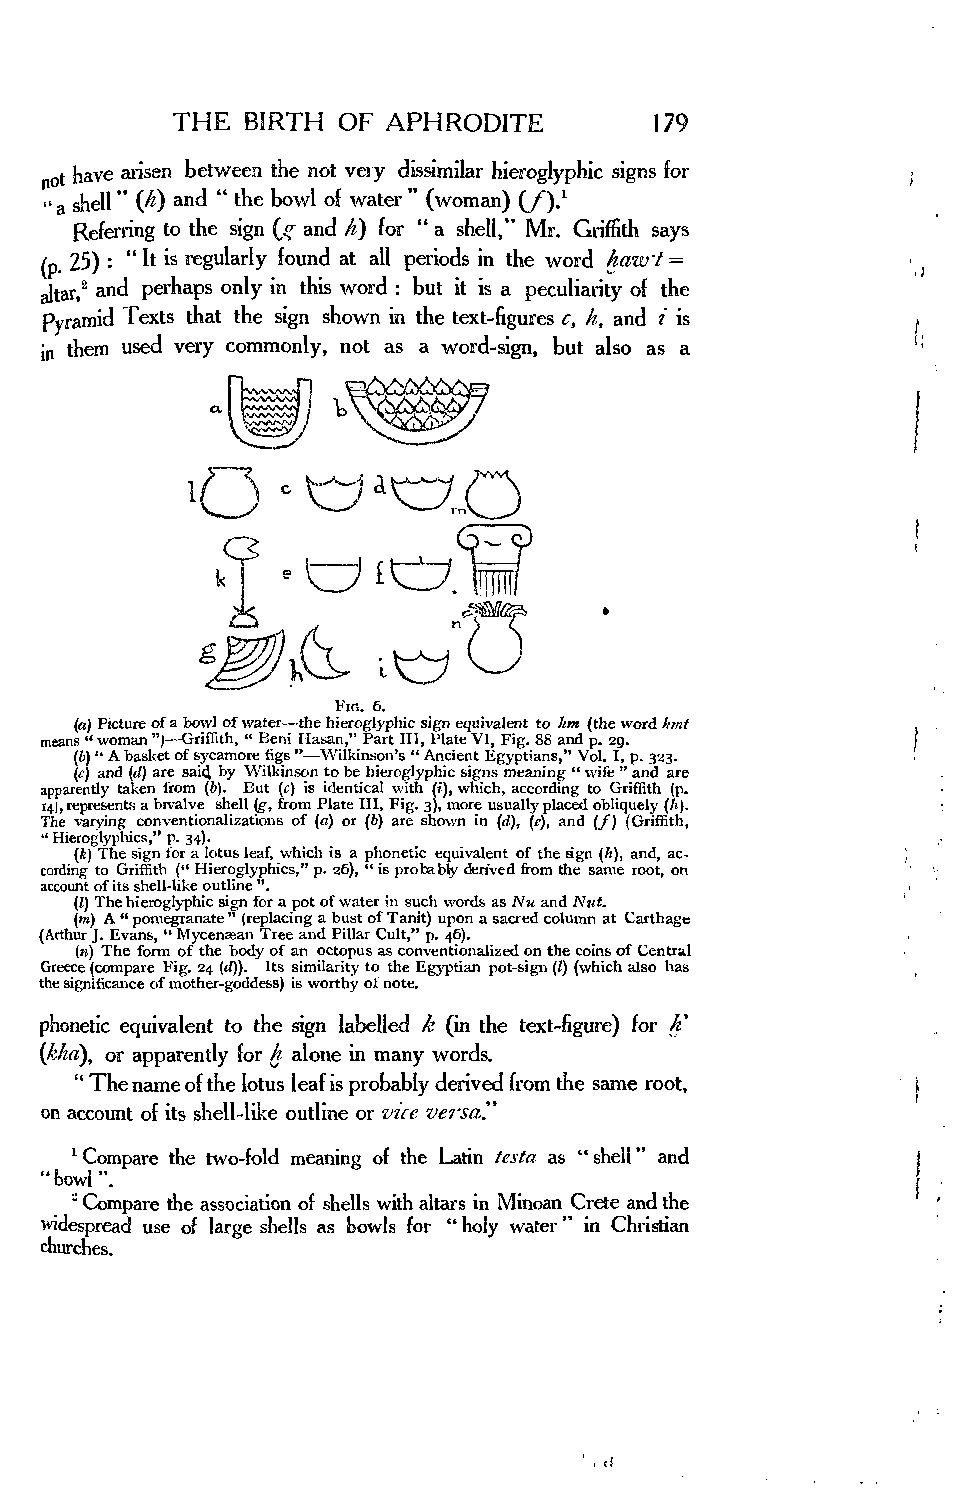 THE BIRTH OF APHRODITE 179
not have arisen between the not very dissimilar hieroglyphic signs for
"a shell" (h) and "the bowl of water" (woman) (f).¹
Referring to the sign (g and h) for "a shell," Mr. Griffith says
(p. 25): "It is regularly found at all periods in the word ḫaw·t =
altar,² and perhaps only in this word: but it is a peculiarity of the
Pyramid Texts that the sign shown in the text-figures c, h, and i is
in them used very commonly, not as a word-sign, but also as a
a b
l c d m
k e f
n
g h i
FIG. 6.
(a) Picture of a bowl of water—the hieroglyphic sign equivalent to hm (the word hmt
means "woman")—Griffith, "Beni Hasan," Part III, Plate VI, Fig. 88 and p. 29.
(b) "A basket of sycamore figs"—Wilkinson's "Ancient Egyptians," Vol. I, p. 323.
(c) and (d) are said by Wilkinson to be hieroglyphic signs meaning "wife" and are
apparently taken from (b). But (c) is identical with (i), which, according to Griffith (p.
14), represents a bivalve shell (g, from Plate III, Fig. 3), more usually placed obliquely (h).
The varying conventionalizations of (a) or (b) are shown in (d), (e), and (f) (Griffith,
"Hieroglyphics," p. 34).
(k) The sign for a lotus leaf, which is a phonetic equivalent of the sign (h), and, ac-
cording to Griffith ("Hieroglyphics," p. 26), "is probably derived from the same root, on
account of its shell-like outline".
(l) The hieroglyphic sign for a pot of water in such words as Nu and Nut.
(m) A "pomegranate" (replacing a bust of Tanit) upon a sacred column at Carthage
(Arthur J. Evans, "Mycenæan Tree and Pillar Cult," p. 46).
(n) The form of the body of an octopus as conventionalized on the coins of Central
Greece (compare Fig. 24 (d)). Its similarity to the Egyptian pot-sign (l) (which also has
the significance of mother-goddess) is worthy of note.
phonetic equivalent to the sign labelled k (in the text-figure) for ḫ'
(kha), or apparently for ḫ alone in many words.
"The name of the lotus leaf is probably derived from the same root,
on account of its shell-like outline or vice versa."
¹ Compare the two-fold meaning of the Latin testa as "shell" and
"bowl".
² Compare the association of shells with altars in Minoan Crete and the
widespread use of large shells as bowls for "holy water" in Christian
churches.